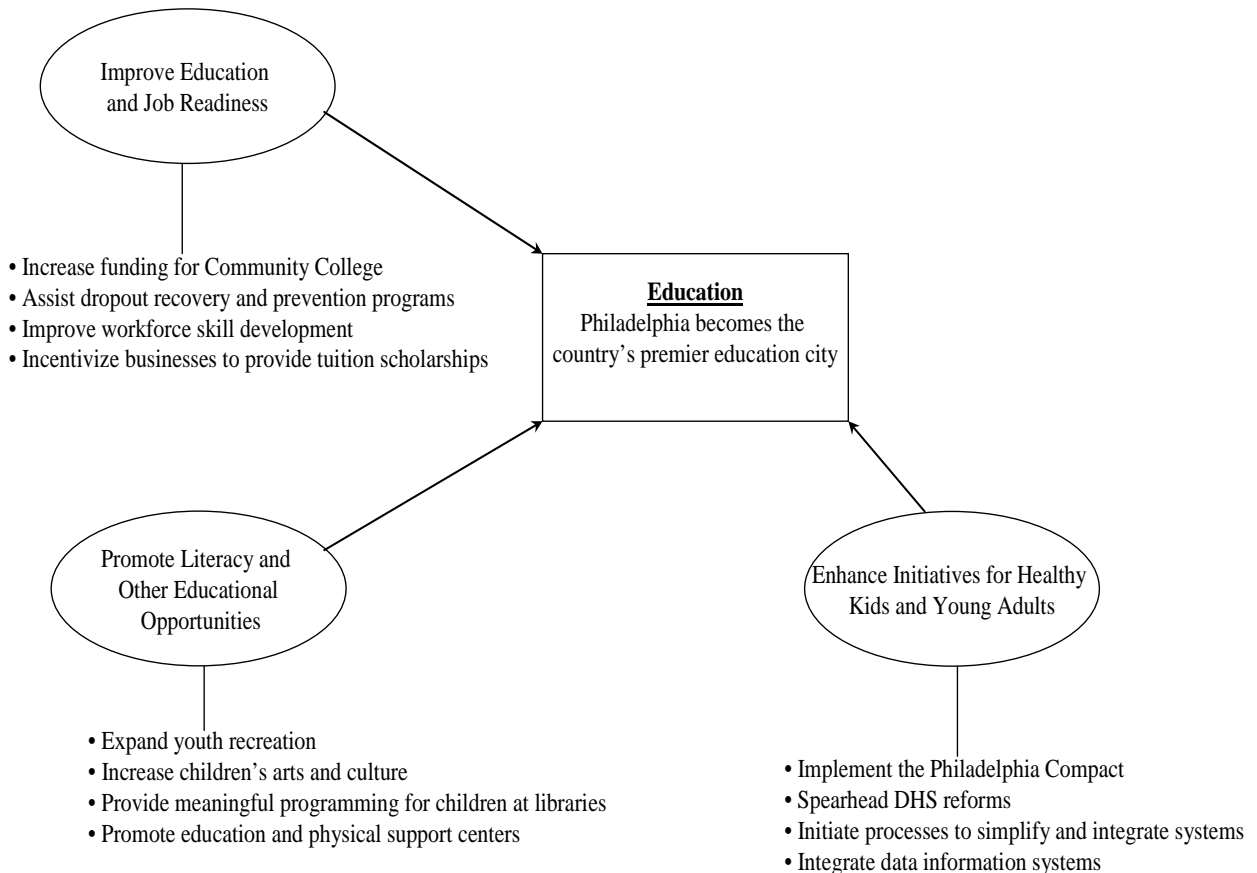 Improve Education
and Job Readiness
• Increase funding for Community College
• Assist dropout recovery and prevention programs
• Improve workforce skill development
• Incentivize businesses to provide tuition scholarships
Education
Philadelphia becomes the
country’s premier education city
Promote Literacy and
Other Educational
Opportunities
• Expand youth recreation
• Increase children’s arts and culture
• Provide meaningful programming for children at libraries
• Promote education and physical support centers
Enhance Initiatives for Healthy
Kids and Young Adults
• Implement the Philadelphia Compact
• Spearhead DHS reforms
• Initiate processes to simplify and integrate systems
• Integrate data information systems